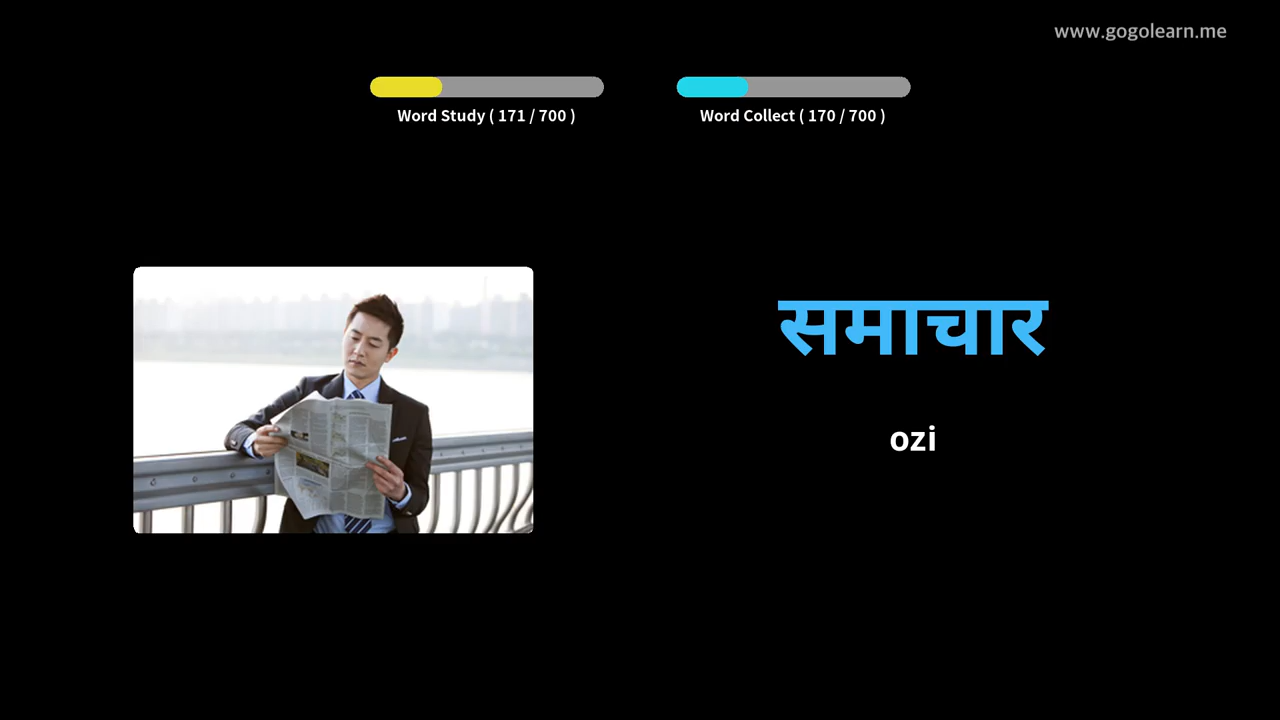 www.gogolearn.me
Word Study ( 171 / 700 )
Word Collect ( 170 / 700 )
समाचार
ozi